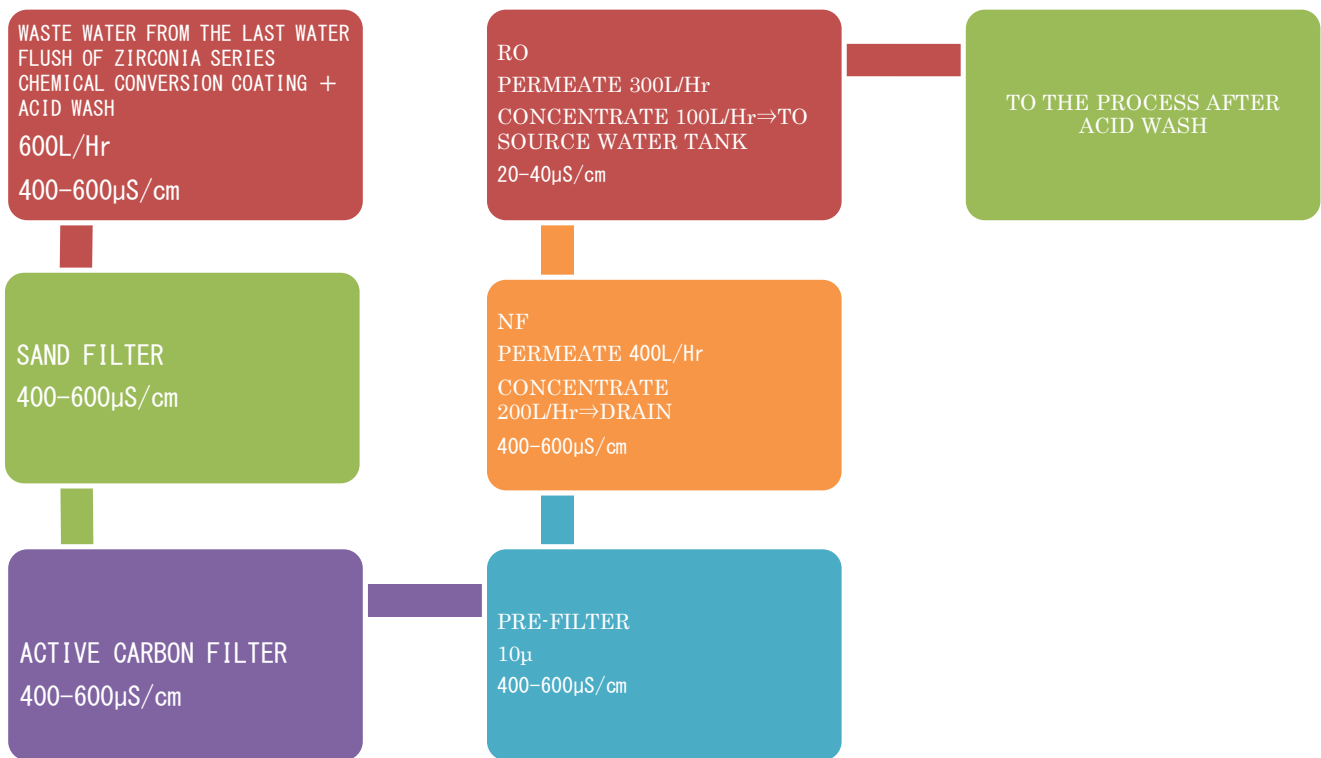 WASTE WATER FROM THE LAST WATER
FLUSH OF ZIRCONIA SERIES
CHEMICAL CONVERSION COATING ＋
ACID WASH
600L/Hr
400-600μS/cm
SAND FILTER
400-600μS/cm
ACTIVE CARBON FILTER
400-600μS/cm
PRE-FILTER
10μ
400-600μS/cm
NF
PERMEATE 400L/Hr
CONCENTRATE
200L/Hr⇒DRAIN
400-600μS/cm
RO
PERMEATE 300L/Hr
CONCENTRATE 100L/Hr⇒TO
SOURCE WATER TANK
20-40μS/cm
TO THE PROCESS AFTER
ACID WASH